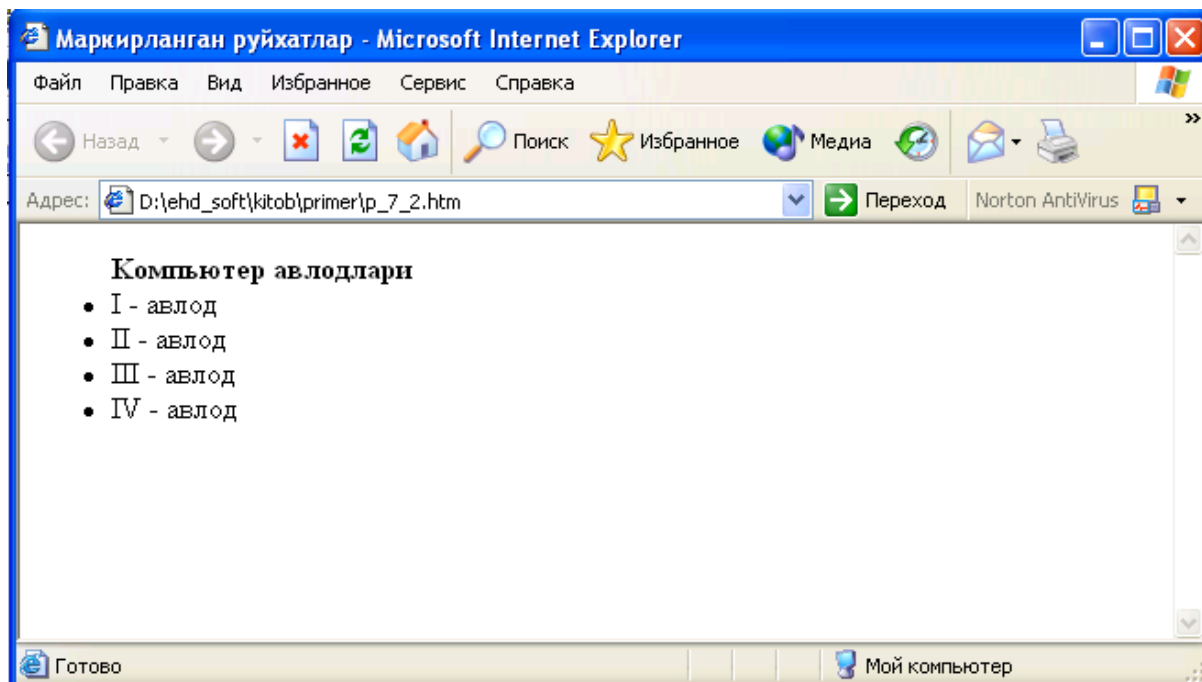 Маркирланган руйхатлар - Microsoft Internet Explorer
Файл Правка Вид Избранное Сервис Справка
Назад Поиск Избранное Медиа »
Адрес: D:\ehd_soft\kitob\primer\p_7_2.htm Переход Norton AntiVirus
Компьютер авлодлари
• I - авлод
• II - авлод
• III - авлод
• IV - авлод
Готово Мой компьютер